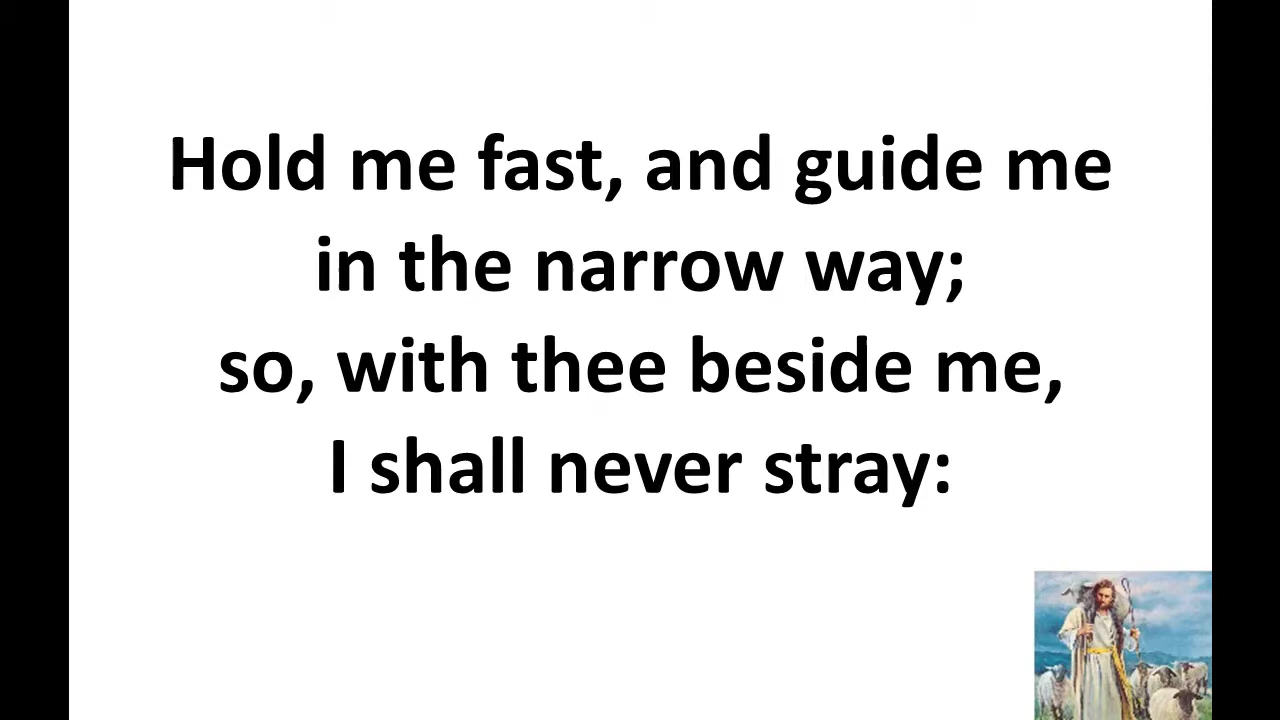 Hold me fast, and guide me
in the narrow way;
so, with thee beside me,
I shall never stray: